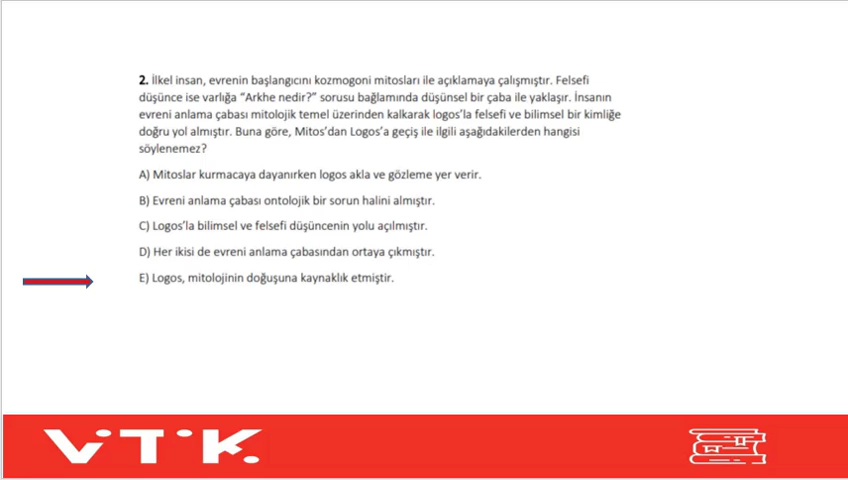 2. İlkel insan, evrenin başlangıcını kozmogoni mitosları ile açıklamaya çalışmıştır. Felsefi
düşünce ise varlığa “Arkhe nedir?” sorusu bağlamında düşünsel bir çaba ile yaklaşır. İnsanın
evreni anlama çabası mitolojik temel üzerinden kalkarak logos’la felsefi ve bilimsel bir kimliğe
doğru yol almıştır. Buna göre, Mitos’dan Logos’a geçiş ile ilgili aşağıdakilerden hangisi
söylenemez?
A) Mitoslar kurmacaya dayanırken logos akla ve gözleme yer verir.
B) Evreni anlama çabası ontolojik bir sorun halini almıştır.
C) Logos’la bilimsel ve felsefi düşüncenin yolu açılmıştır.
D) Her ikisi de evreni anlama çabasından ortaya çıkmıştır.
E) Logos, mitolojinin doğuşuna kaynaklık etmiştir.
VTK